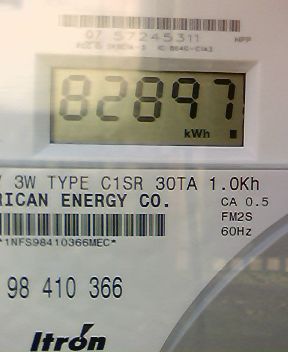 07 57245311 MPP
82897
kWh
3W TYPE C1SR 30TA 1.0Kh
RICAN ENERGY CO. CA 0.5
FM2S
60Hz
*1NFS98410366MEC*
98 410 366
Itron